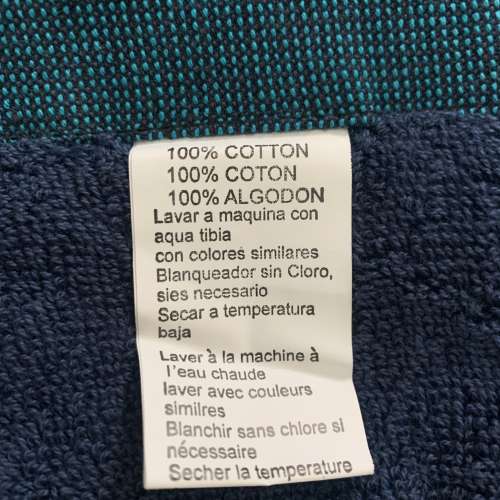 100% COTTON
100% COTON
100% ALGODON
Lavar a maquina con
aqua tibia
con colores similares
Blanqueador sin Cloro,
sies necesario
Secar a temperatura
baja
Laver à la machine à
l'eau chaude
laver avec couleurs
similres
Blanchir sans chlore si
nécessaire
Secher la temperature